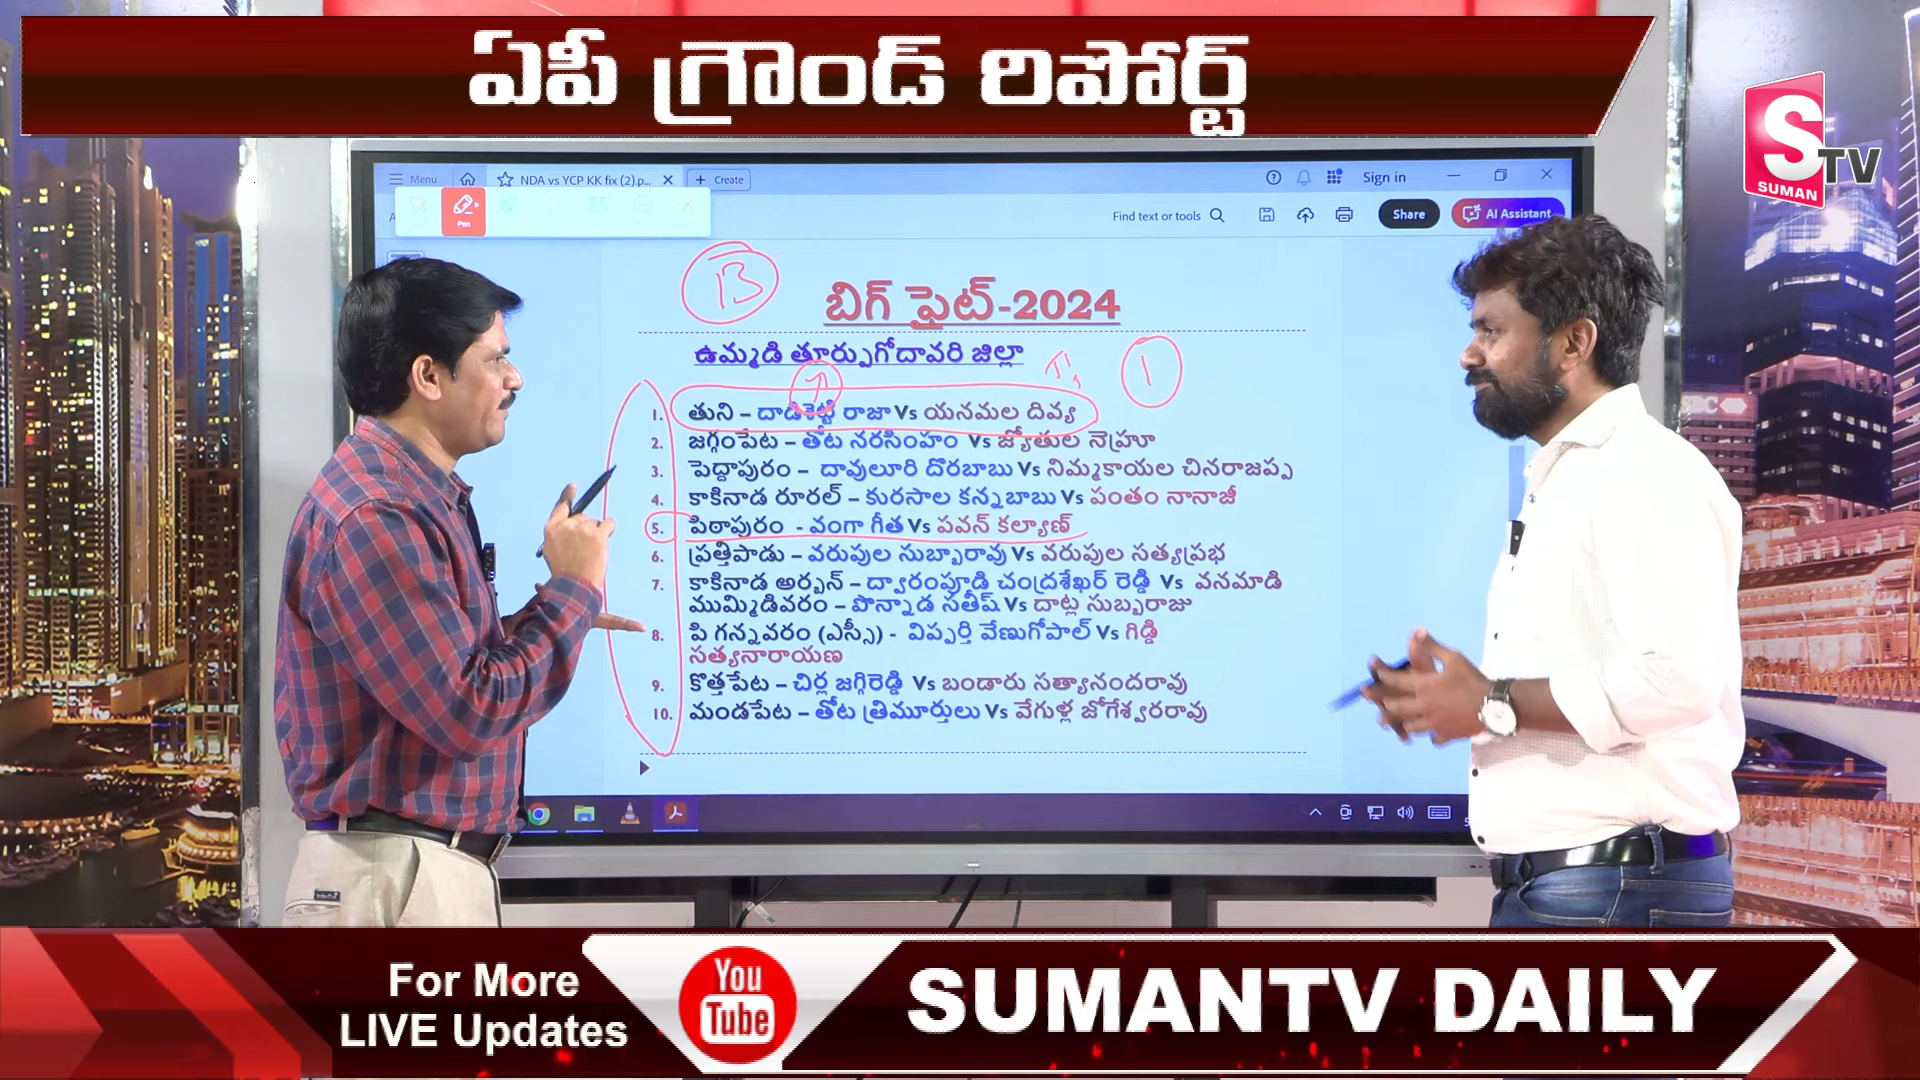 ఏపీ గ్రౌండ్ రిపోర్ట్
S TV
SUMAN
Menu
NDA vs YCP KK fix (2).p...
Create
Sign in
Pen
Find text or tools
Share
AI Assistant
13
బిగ్ ఫైట్-2024
ఉమ్మడి తూర్పుగోదావరి జిల్లా
1
1. తుని – దాడిశెట్టి రాజా Vs యనమల దివ్య
2. జగ్గంపేట – తోట నరసింహం Vs జ్యోతుల నెహ్రూ
3. పెద్దాపురం – దావులూరి దొరబాబు Vs నిమ్మకాయల చినరాజప్ప
4. కాకినాడ రూరల్ – కురసాల కన్నబాబు Vs పంతం నానాజీ
5. పిఠాపురం - వంగా గీత Vs పవన్ కల్యాణ్
6. ప్రత్తిపాడు – వరుపుల సుబ్బారావు Vs వరుపుల సత్యప్రభ
7. కాకినాడ అర్బన్ – ద్వారంపూడి చంద్రశేఖర్ రెడ్డి Vs వనమాడి
ముమ్మిడివరం – పొన్నాడ సతీష్ Vs దాట్ల సుబ్బరాజు
8. పి గన్నవరం (ఎస్సీ) - విప్పర్తి వేణుగోపాల్ Vs గిడ్డి
సత్యనారాయణ
9. కొత్తపేట – చిర్ల జగ్గిరెడ్డి Vs బండారు సత్యానందరావు
10. మండపేట – తోట త్రిమూర్తులు Vs వేగుళ్ల జోగేశ్వరరావు
For More
LIVE Updates
You
Tube
SUMANTV DAILY